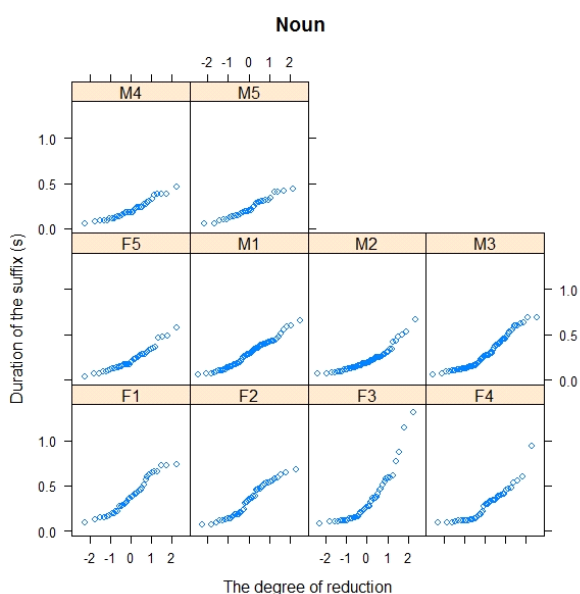 Noun
-2 -1 0 1 2
M4 M5
1.0
0.5
0.0
F5 M1 M2 M3
1.0
0.5
0.0
F1 F2 F3 F4
1.0
0.5
0.0
-2 -1 0 1 2 -2 -1 0 1 2
Duration of the suffix (s)
The degree of reduction